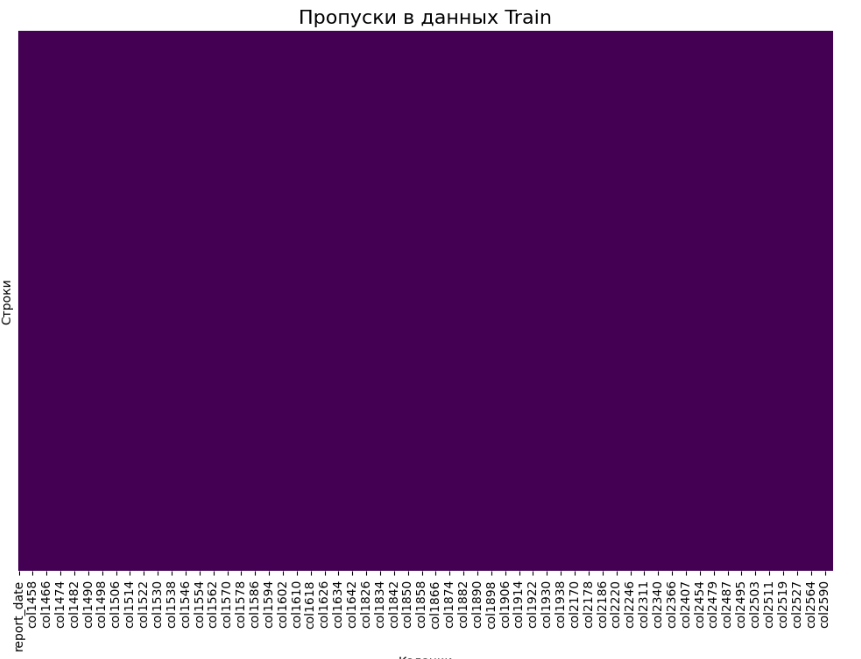 Пропуски в данных Train
Строки
report_date
col1458
col1466
col1474
col1482
col1490
col1498
col1506
col1514
col1522
col1530
col1538
col1546
col1554
col1562
col1570
col1578
col1586
col1594
col1602
col1610
col1618
col1626
col1634
col1642
col1826
col1834
col1842
col1850
col1858
col1866
col1874
col1882
col1890
col1898
col1906
col1914
col1922
col1930
col1938
col2170
col2178
col2186
col2220
col2246
col2311
col2340
col2366
col2407
col2454
col2479
col2487
col2495
col2503
col2511
col2519
col2527
col2564
col2590